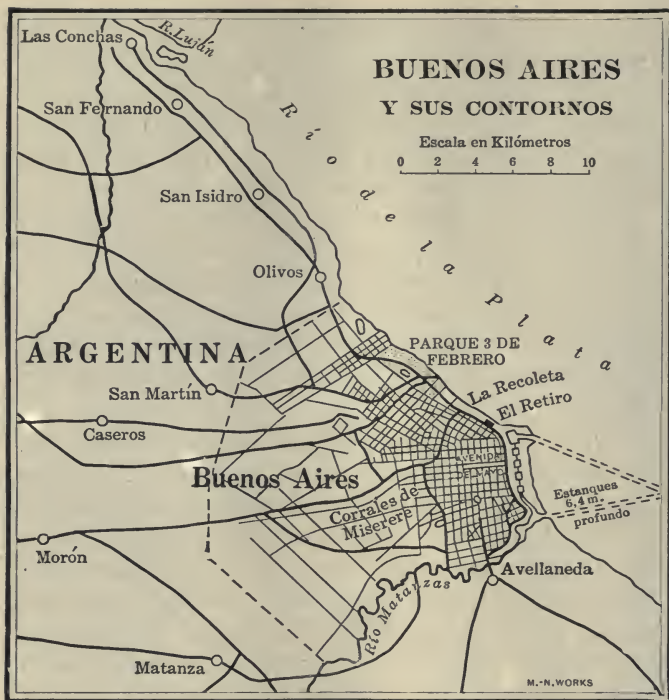 BUENOS AIRES
Y SUS CONTORNOS
Escala en Kilómetros
0 2 4 6 8 10
Las Conchas
R. Luján
San Fernando
Río de la Plata
San Isidro
Olivos
ARGENTINA
PARQUE 3 DE
FEBRERO
San Martín
La Recoleta
El Retiro
Caseros
AVENIDA
DE MAYO
Buenos Aires
Corrales de
Miserere
Estanques
6,4 m.
profundo
Morón
Avellaneda
Río Matanzas
Matanza
M.-N. WORKS